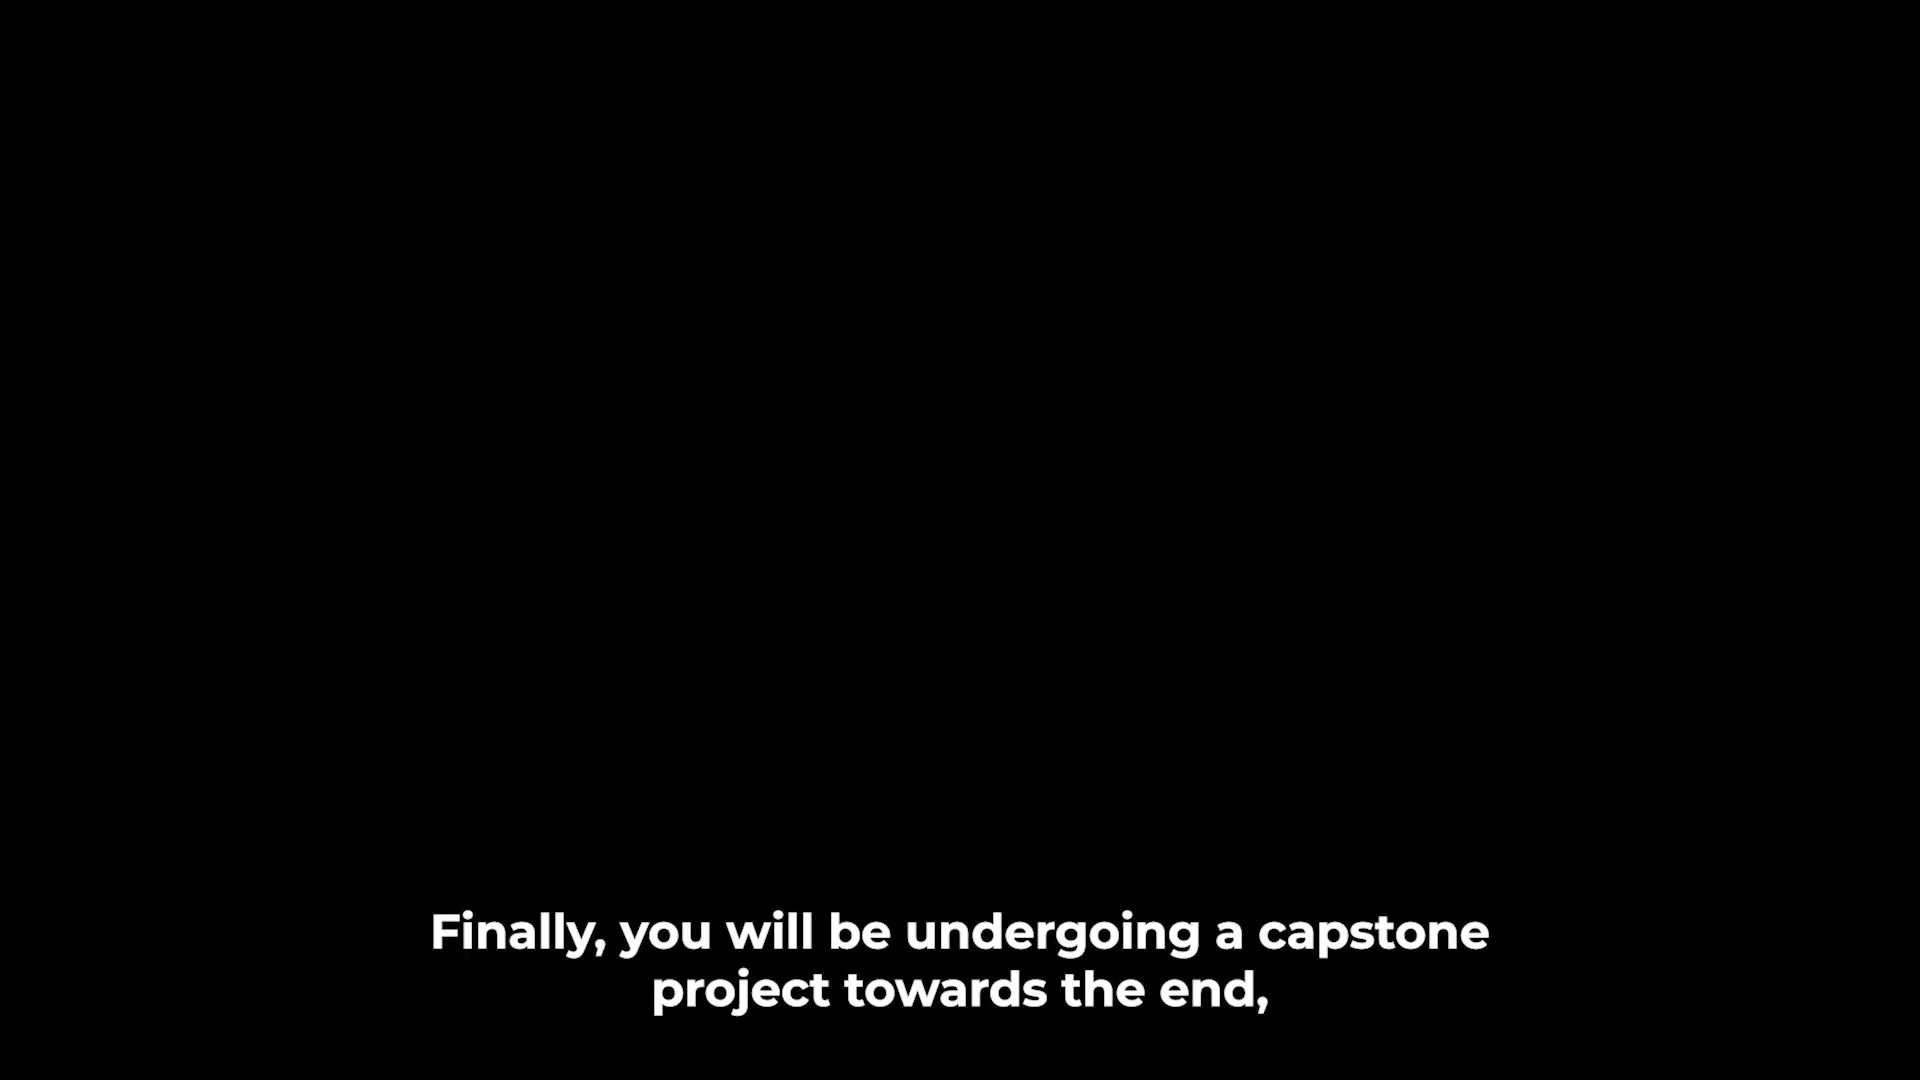 Finally, you will be undergoing a capstone
project towards the end,